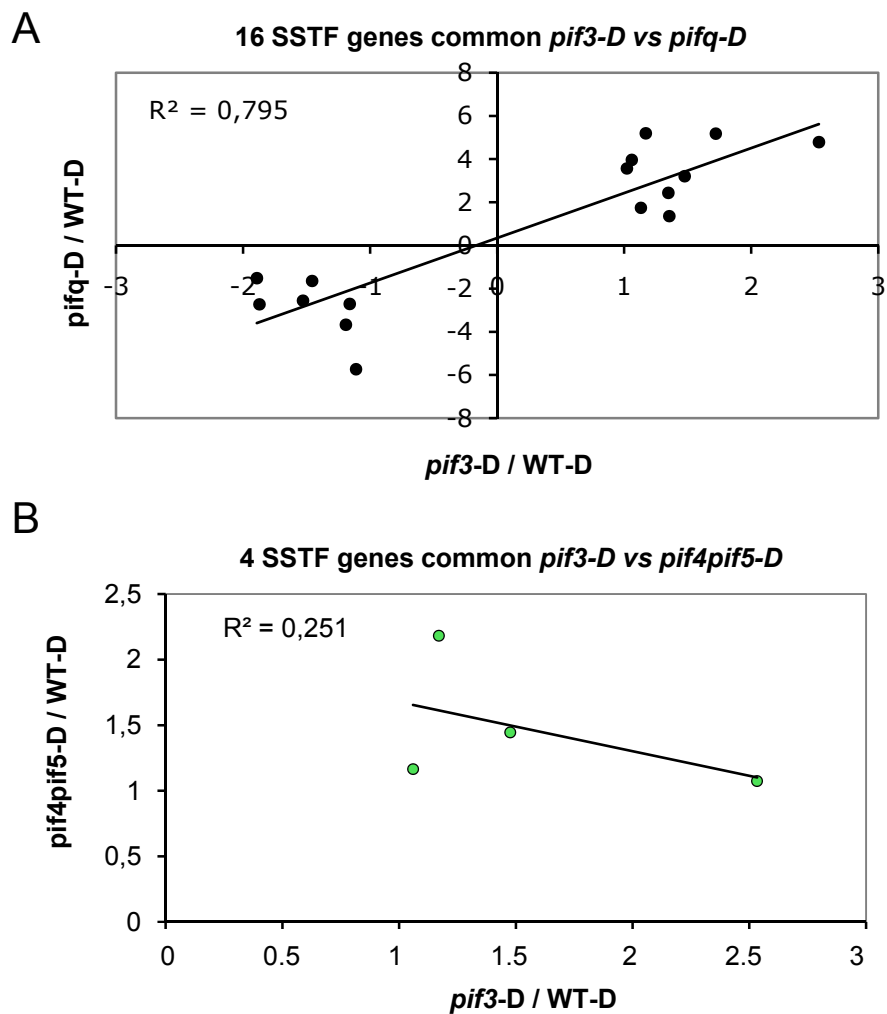 A
16 SSTF genes common pif3-D vs pifq-D
R² = 0,795
8
6
4
2
0
-2
-4
-6
-8
-3
-2
-1
0
1
2
3
pifq-D / WT-D
pif3-D / WT-D
B
4 SSTF genes common pif3-D vs pif4pif5-D
R² = 0,251
2,5
2
1,5
1
0,5
0
0
0.5
1
1.5
2
2.5
3
pif4pif5-D / WT-D
pif3-D / WT-D